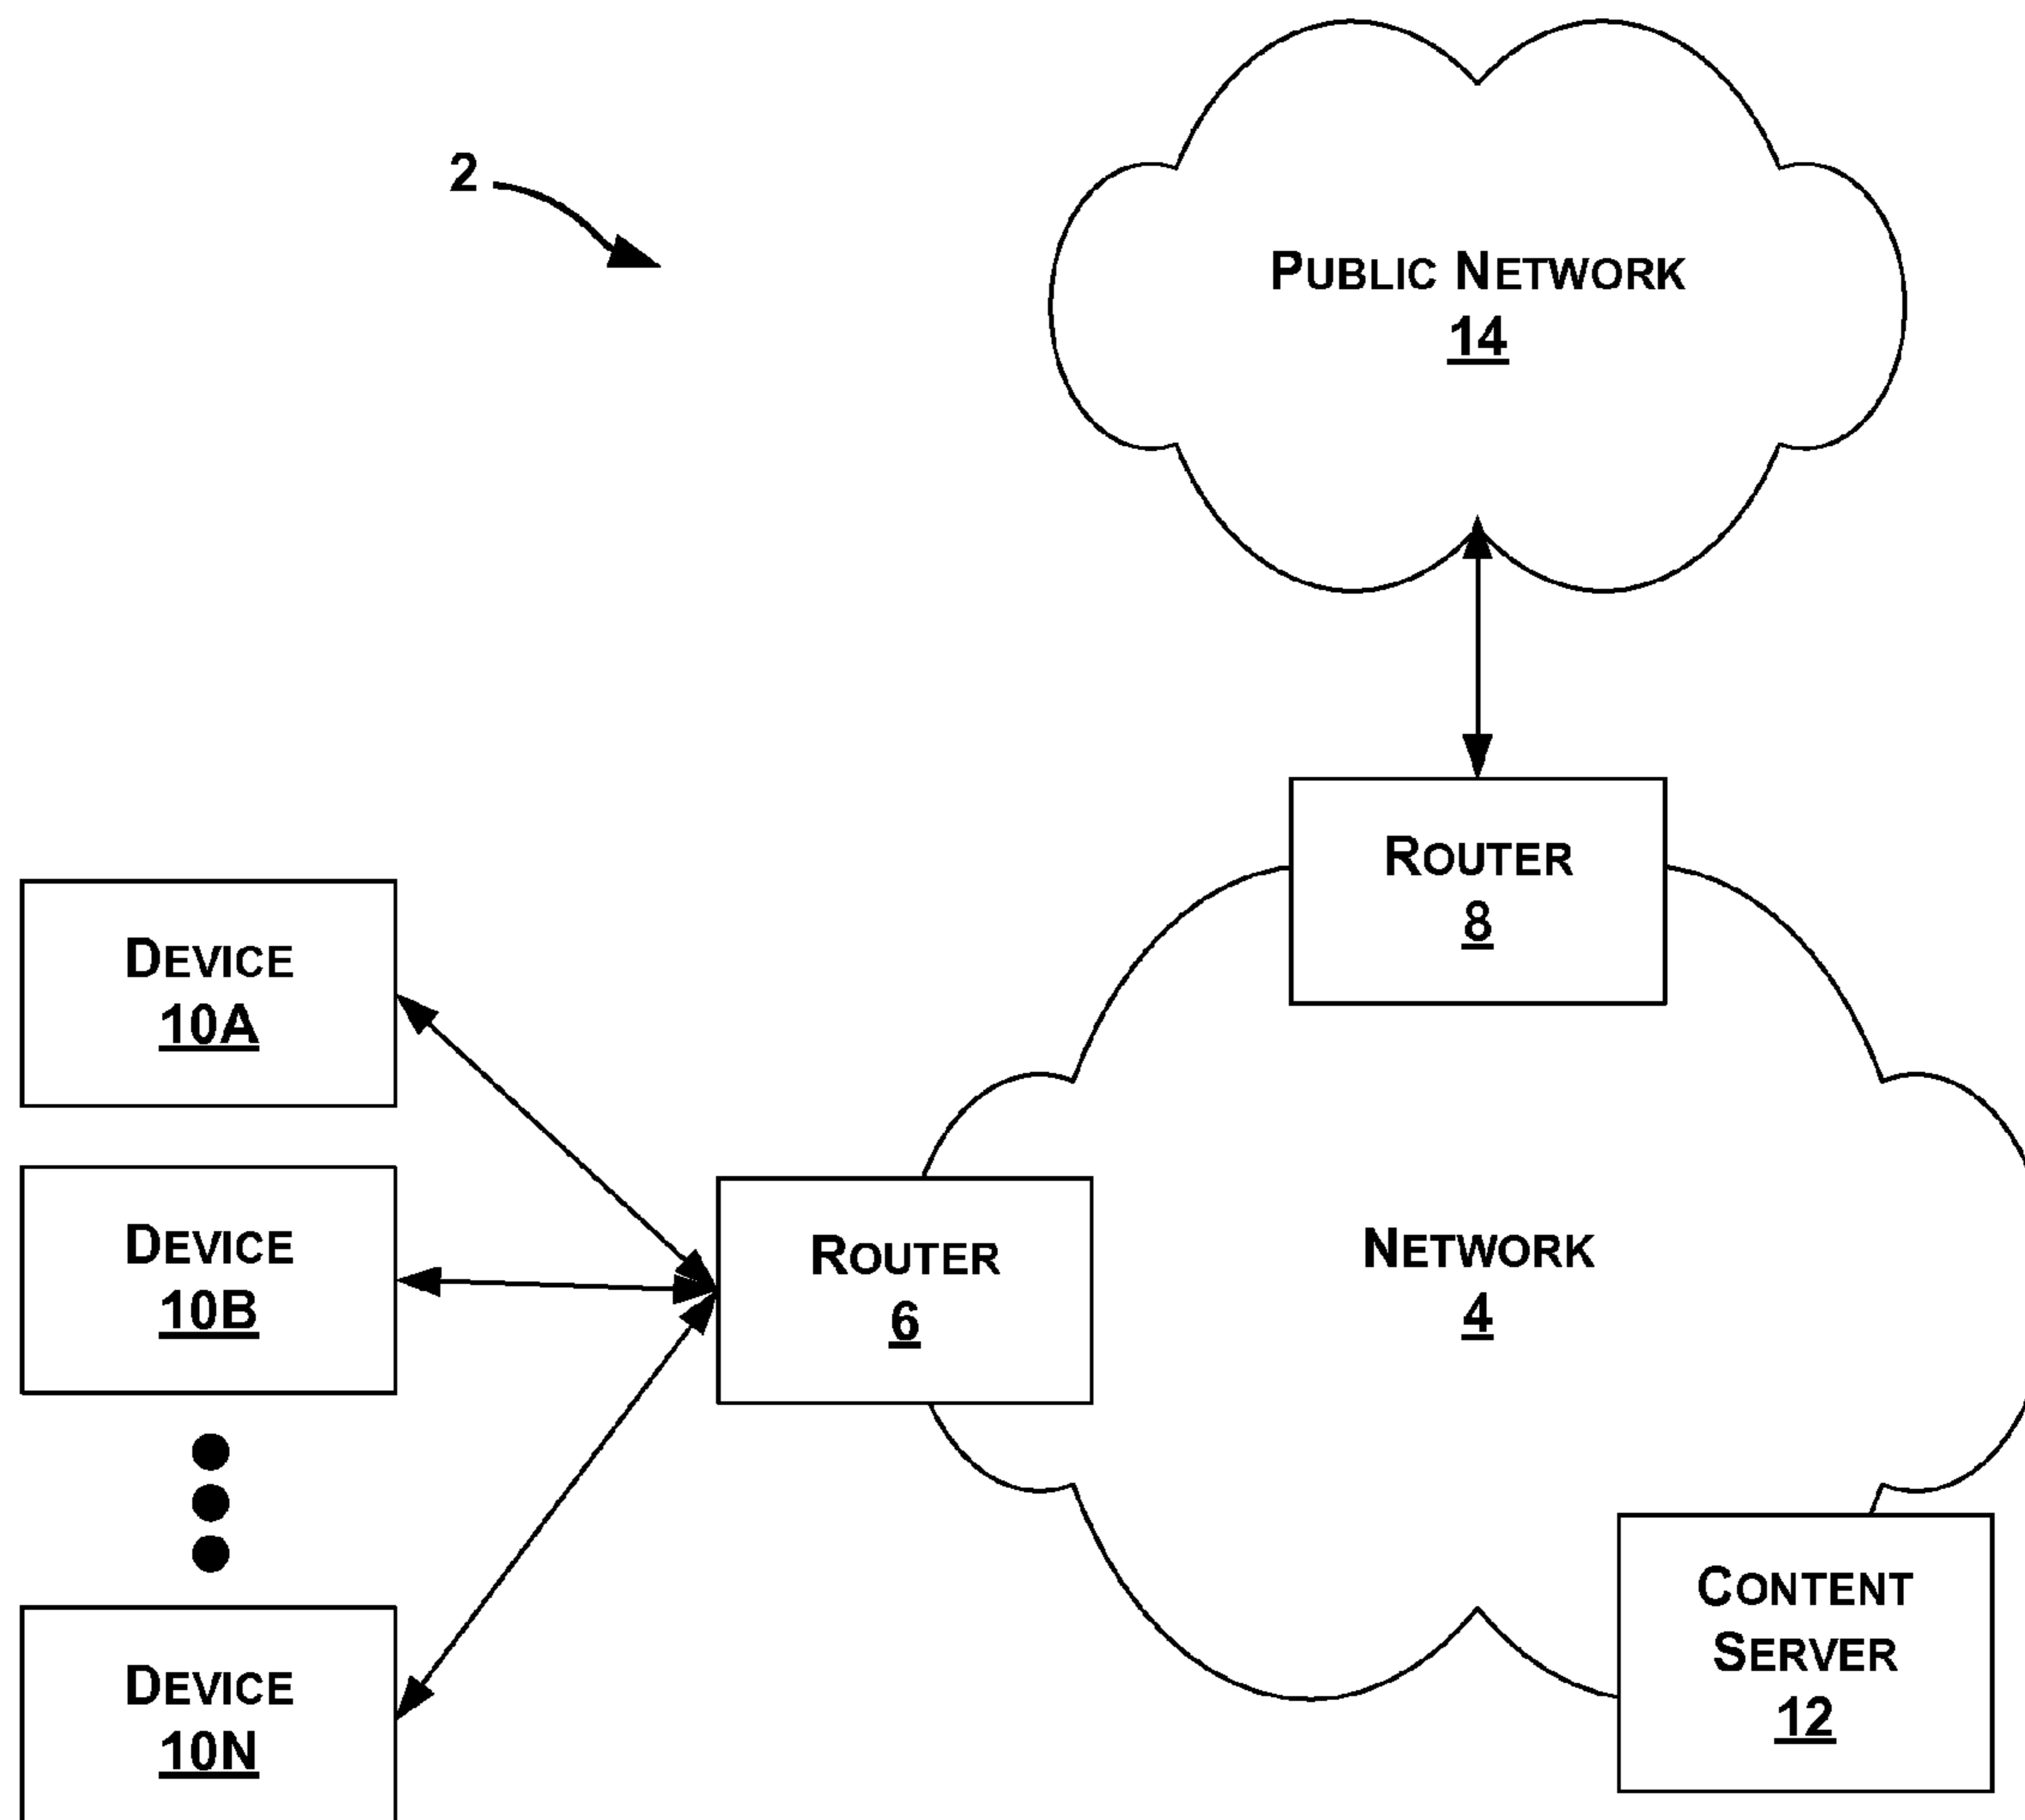 2
PUBLIC NETWORK
14
ROUTER
8
DEVICE
10A
DEVICE
10B
ROUTER
6
NETWORK
4
DEVICE
10N
CONTENT
SERVER
12